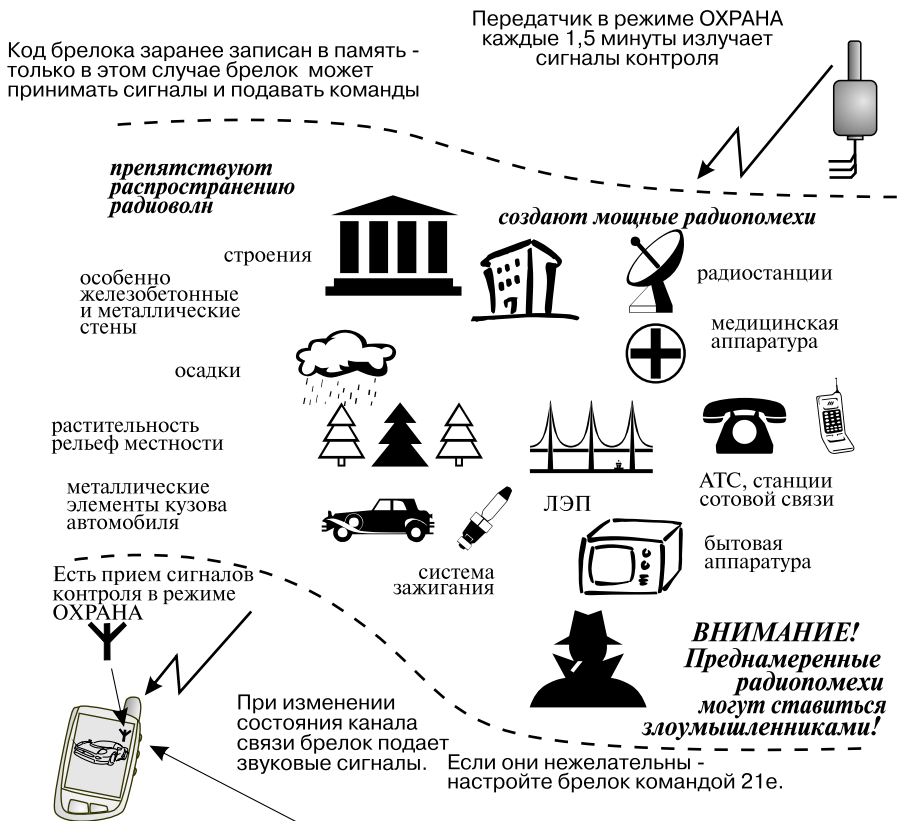 Передатчик в режиме ОХРАНА
каждые 1,5 минуты излучает
сигналы контроля
Код брелока заранее записан в память -
только в этом случае брелок может
принимать сигналы и подавать команды
препятствуют
распространению
радиоволн
создают мощные радиопомехи
строения
особенно
железобетонные
и металлические
стены
радиостанции
медицинская
аппаратура
осадки
растительность
рельеф местности
АТС, станции
сотовой связи
металлические
элементы кузова
автомобиля
ЛЭП
бытовая
аппаратура
система
зажигания
Есть прием сигналов
контроля в режиме
ОХРАНА
ВНИМАНИЕ!
Преднамеренные
радиопомехи
могут ставиться
злоумышленниками!
При изменении
состояния канала
связи брелок подает
звуковые сигналы.
Если они нежелательны -
настройте брелок командой 21е.